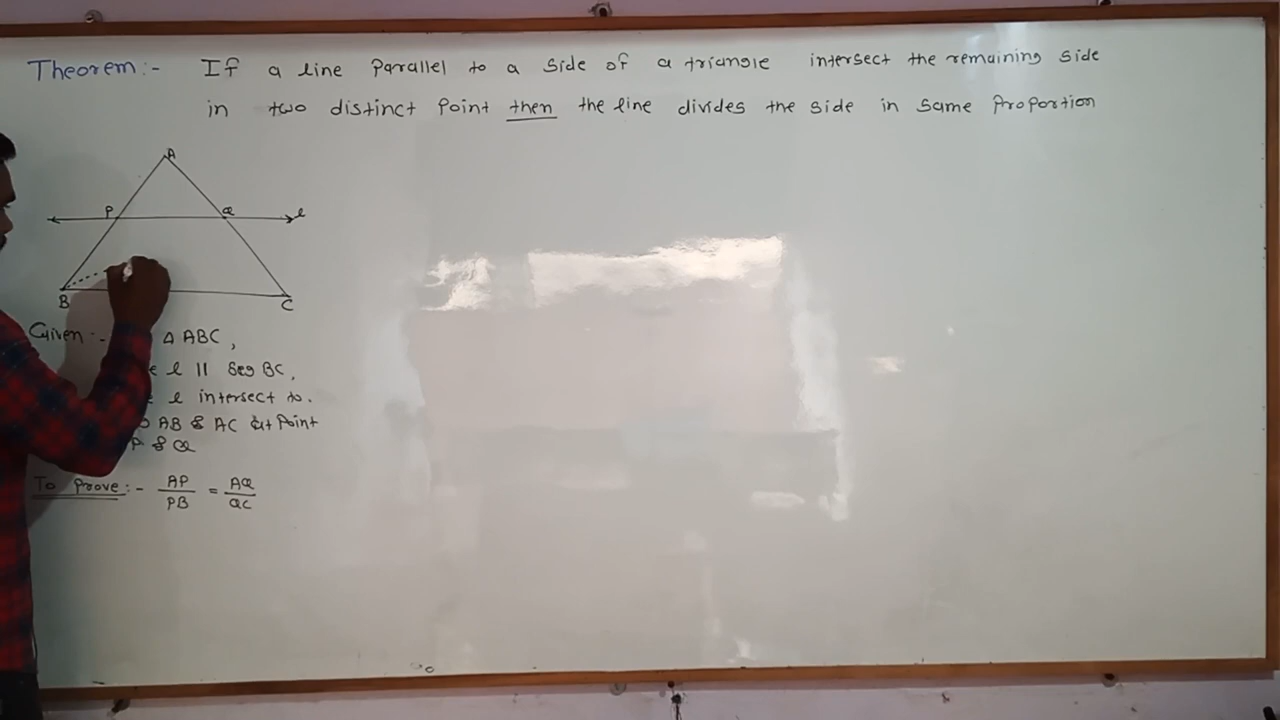 Theorem:- If a line Parallel to a Side of a triangle intersect the remaining Side
in two distinct Point then the line divides the side in Same Proportion
A
P Q l
B C
Given:- Δ ABC,
l || Seg BC,
l intersect to.
AB & AC at Point
P & Q
To Prove:- AP/PB = AQ/QC